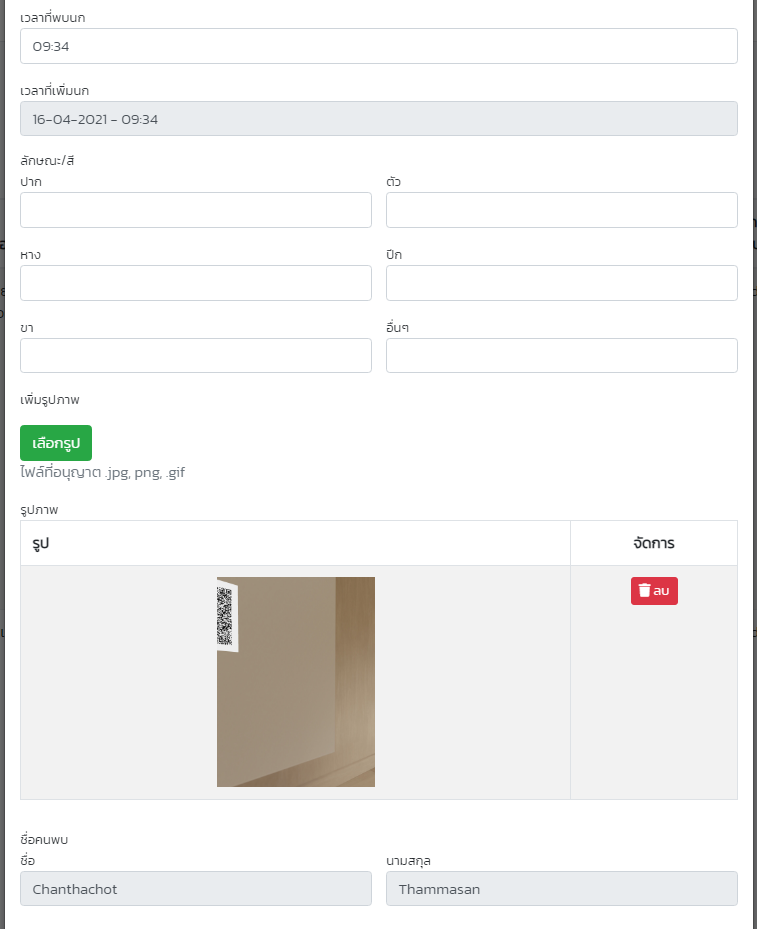 เวลาที่พบนก
09:34
เวลาที่เพิ่มนก
16-04-2021 - 09:34
ลักษณะ/สี
ปาก
ตัว
หาง
ปีก
ขา
อื่นๆ
เพิ่มรูปภาพ
เลือกรูป
ไฟล์ที่อนุญาต .jpg, png, .gif
รูปภาพ
รูป
จัดการ
ลบ
ชื่อคนพบ
ชื่อ
นามสกุล
Chanthachot
Thammasan